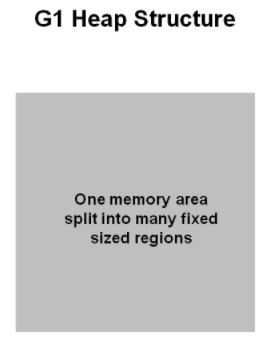 G1 Heap Structure
One memory area
split into many fixed
sized regions